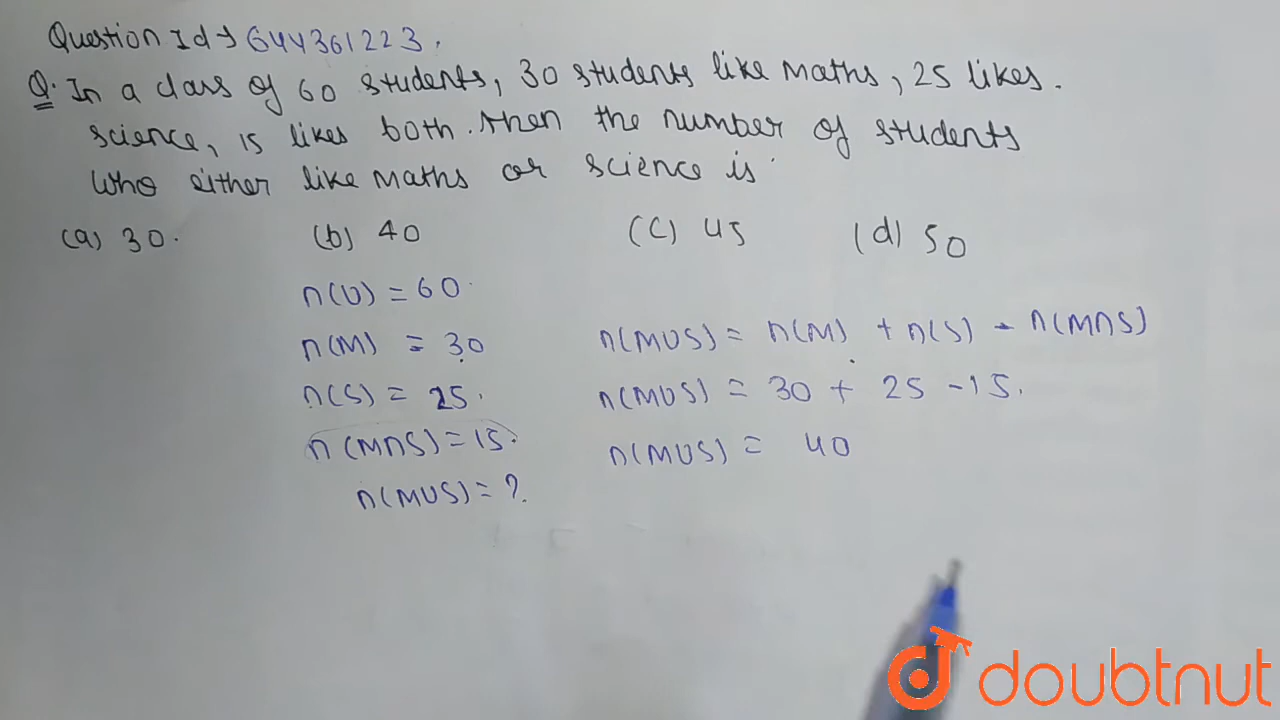 Question Id → 644361223.
Q. In a class of 60 students, 30 students like maths, 25 likes.
science, 15 likes both. then the number of students
who either like maths or science is
(a) 30. (b) 40 (c) 45 (d) 50
n(U) = 60.
n(M) = 30
n(S) = 25.
n(M∩S) = 15.
n(M∪S) = ?.
n(M∪S) = n(M) + n(S) - n(M∩S)
n(M∪S) = 30 + 25 - 15.
n(M∪S) = 40
doubtnut